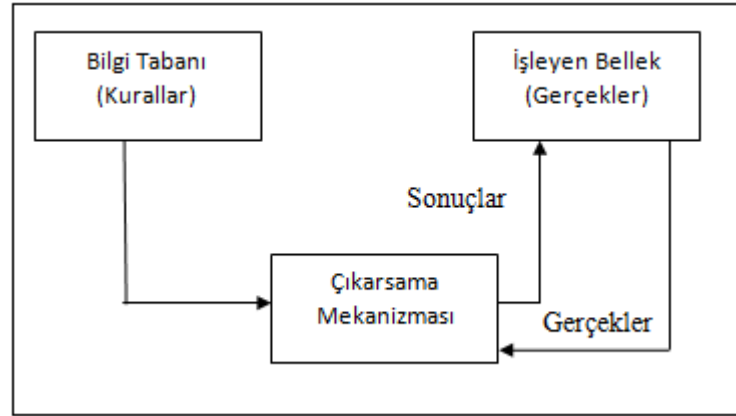 Bilgi Tabanı
(Kurallar)
İşleyen Bellek
(Gerçekler)
Sonuçlar
Çıkarsama
Mekanizması
Gerçekler